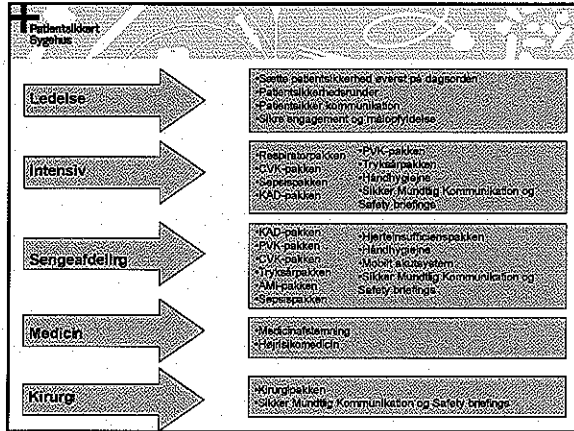 Patientsikkert
Sygehus
Ledelse
•Sætte patientsikkerhed øverst på dagsorden
•Patientsikkerhedsrunder
•Patientsikker kommunikation
•Sikre engagement og målopfyldelse
Intensiv
•Respiratorpakken
•CVK-pakken
•Sepsispakken
•KAD-pakken
•PVK-pakken
•Tryksårpakken
•Håndhygiejne
•Sikker Mundtlig Kommunikation og
Safety briefings
Sengeafdeling
•KAD-pakken
•PVK-pakken
•CVK-pakken
•Tryksårpakken
•AMI-pakken
•Sepsispakken
•Hjerteinsufficienspakken
•Håndhygiejne
•Mobilt akutsystem
•Sikker Mundtlig Kommunikation og
Safety briefings
Medicin
•Medicinafstemning
•Højrisikomedicin
Kirurgi
•Kirurgipakken
•Sikker Mundtlig Kommunikation og Safety briefings